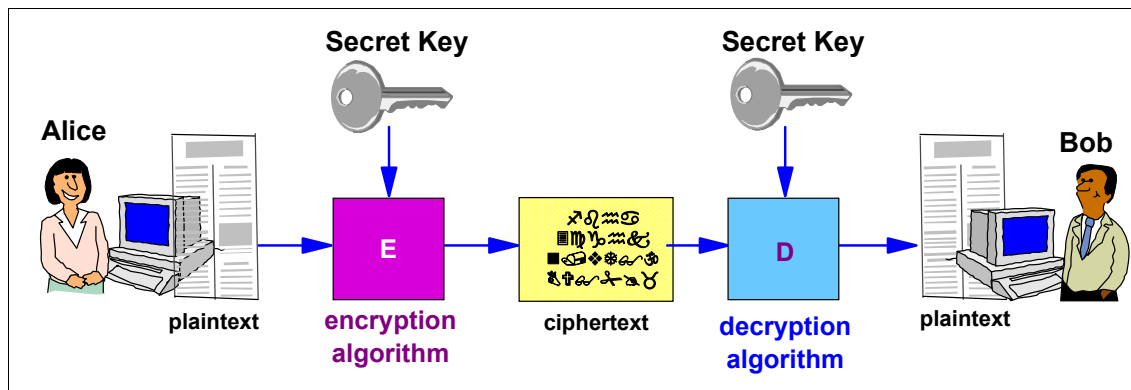 Secret Key
Secret Key
Alice
Bob
E
D
plaintext
encryption
algorithm
ciphertext
decryption
algorithm
plaintext